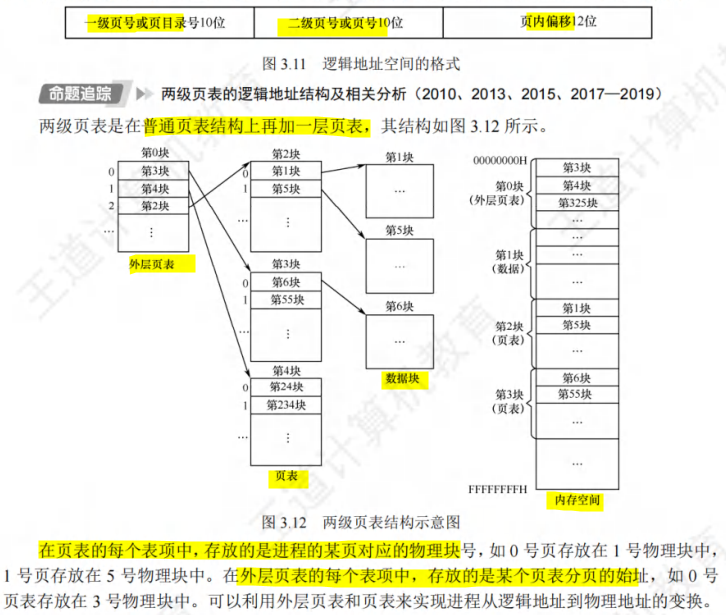 一级页号或页目录号10位 二级页号或页号10位 页内偏移12位
图 3.11 逻辑地址空间的格式
命题追踪 两级页表的逻辑地址结构及相关分析（2010、2013、2015、2017—2019）
两级页表是在普通页表结构上再加一层页表，其结构如图 3.12 所示。
第0块
0 第3块
1 第4块
2 第2块
… ⋮
外层页表
第2块
0 第1块
1 第5块
… ⋮
第3块
0 第6块
1 第55块
… ⋮
第4块
0 第24块
1 第234块
… ⋮
页表
第1块
…
第5块
…
第6块
…
数据块
00000000H
第0块
(外层页表)
第3块
第4块
第325块
…
第1块
(数据)
…
…
…
第2块
(页表)
第1块
第5块
…
第3块
(页表)
第6块
第55块
…
…
FFFFFFFFH
内存空间
图 3.12 两级页表结构示意图
在页表的每个表项中，存放的是进程的某页对应的物理块号，如 0 号页存放在 1 号物理块中，
1 号页存放在 5 号物理块中。在外层页表的每个表项中，存放的是某个页表分页的始址，如 0 号
页表存放在 3 号物理块中。可以利用外层页表和页表来实现进程从逻辑地址到物理地址的变换。
王道计算机教育
王道计算机教育